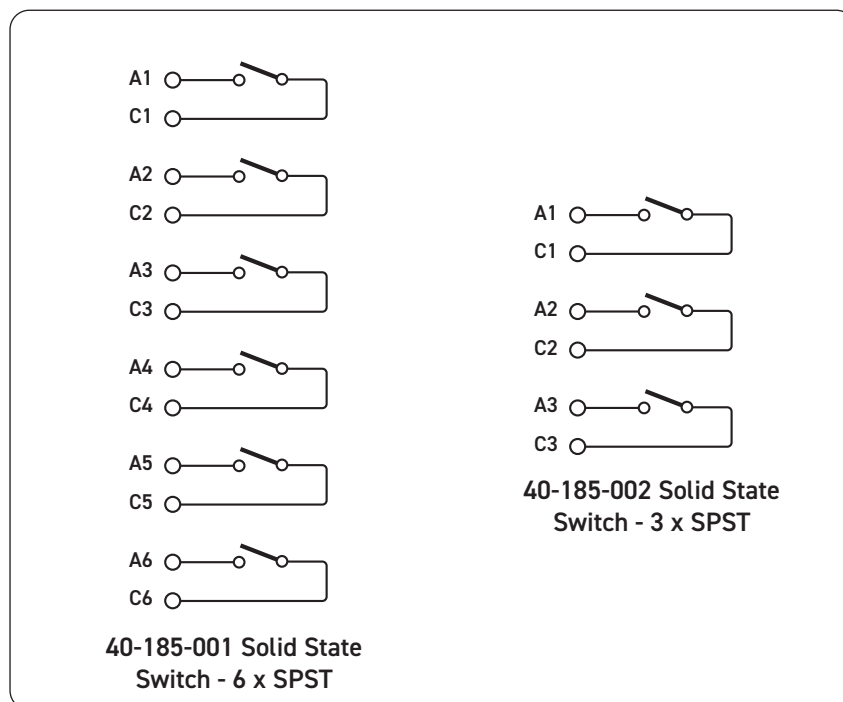 A1
C1
A2
C2
A3
C3
A4
C4
A5
C5
A6
C6
40-185-001 Solid State
Switch - 6 x SPST
A1
C1
A2
C2
A3
C3
40-185-002 Solid State
Switch - 3 x SPST